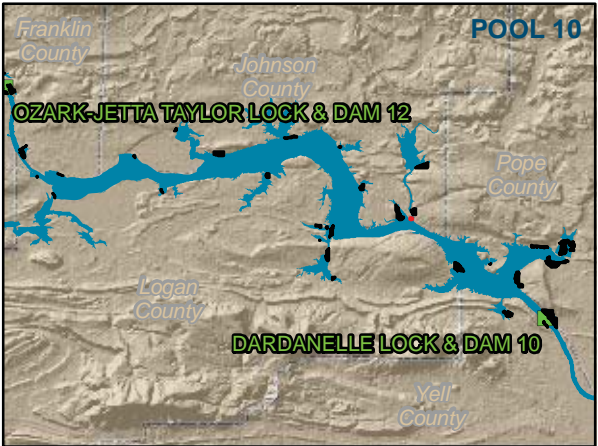 Franklin
County
POOL 10
Johnson
County
OZARK-JETTA TAYLOR LOCK & DAM 12
Pope
County
Logan
County
DARDANELLE LOCK & DAM 10
Yell
County